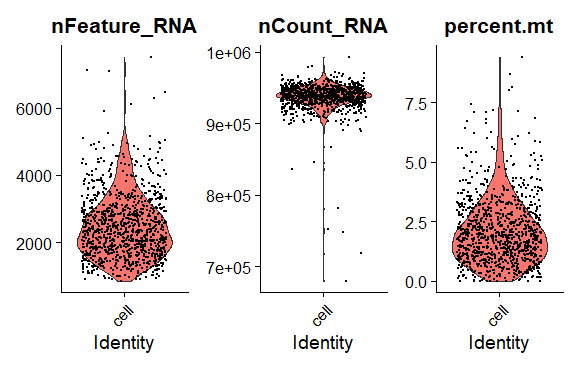 nFeature_RNA
6000
4000
2000
cell
Identity
nCount_RNA
1e+06
9e+05
8e+05
7e+05
cell
Identity
percent.mt
7.5
5.0
2.5
0.0
cell
Identity